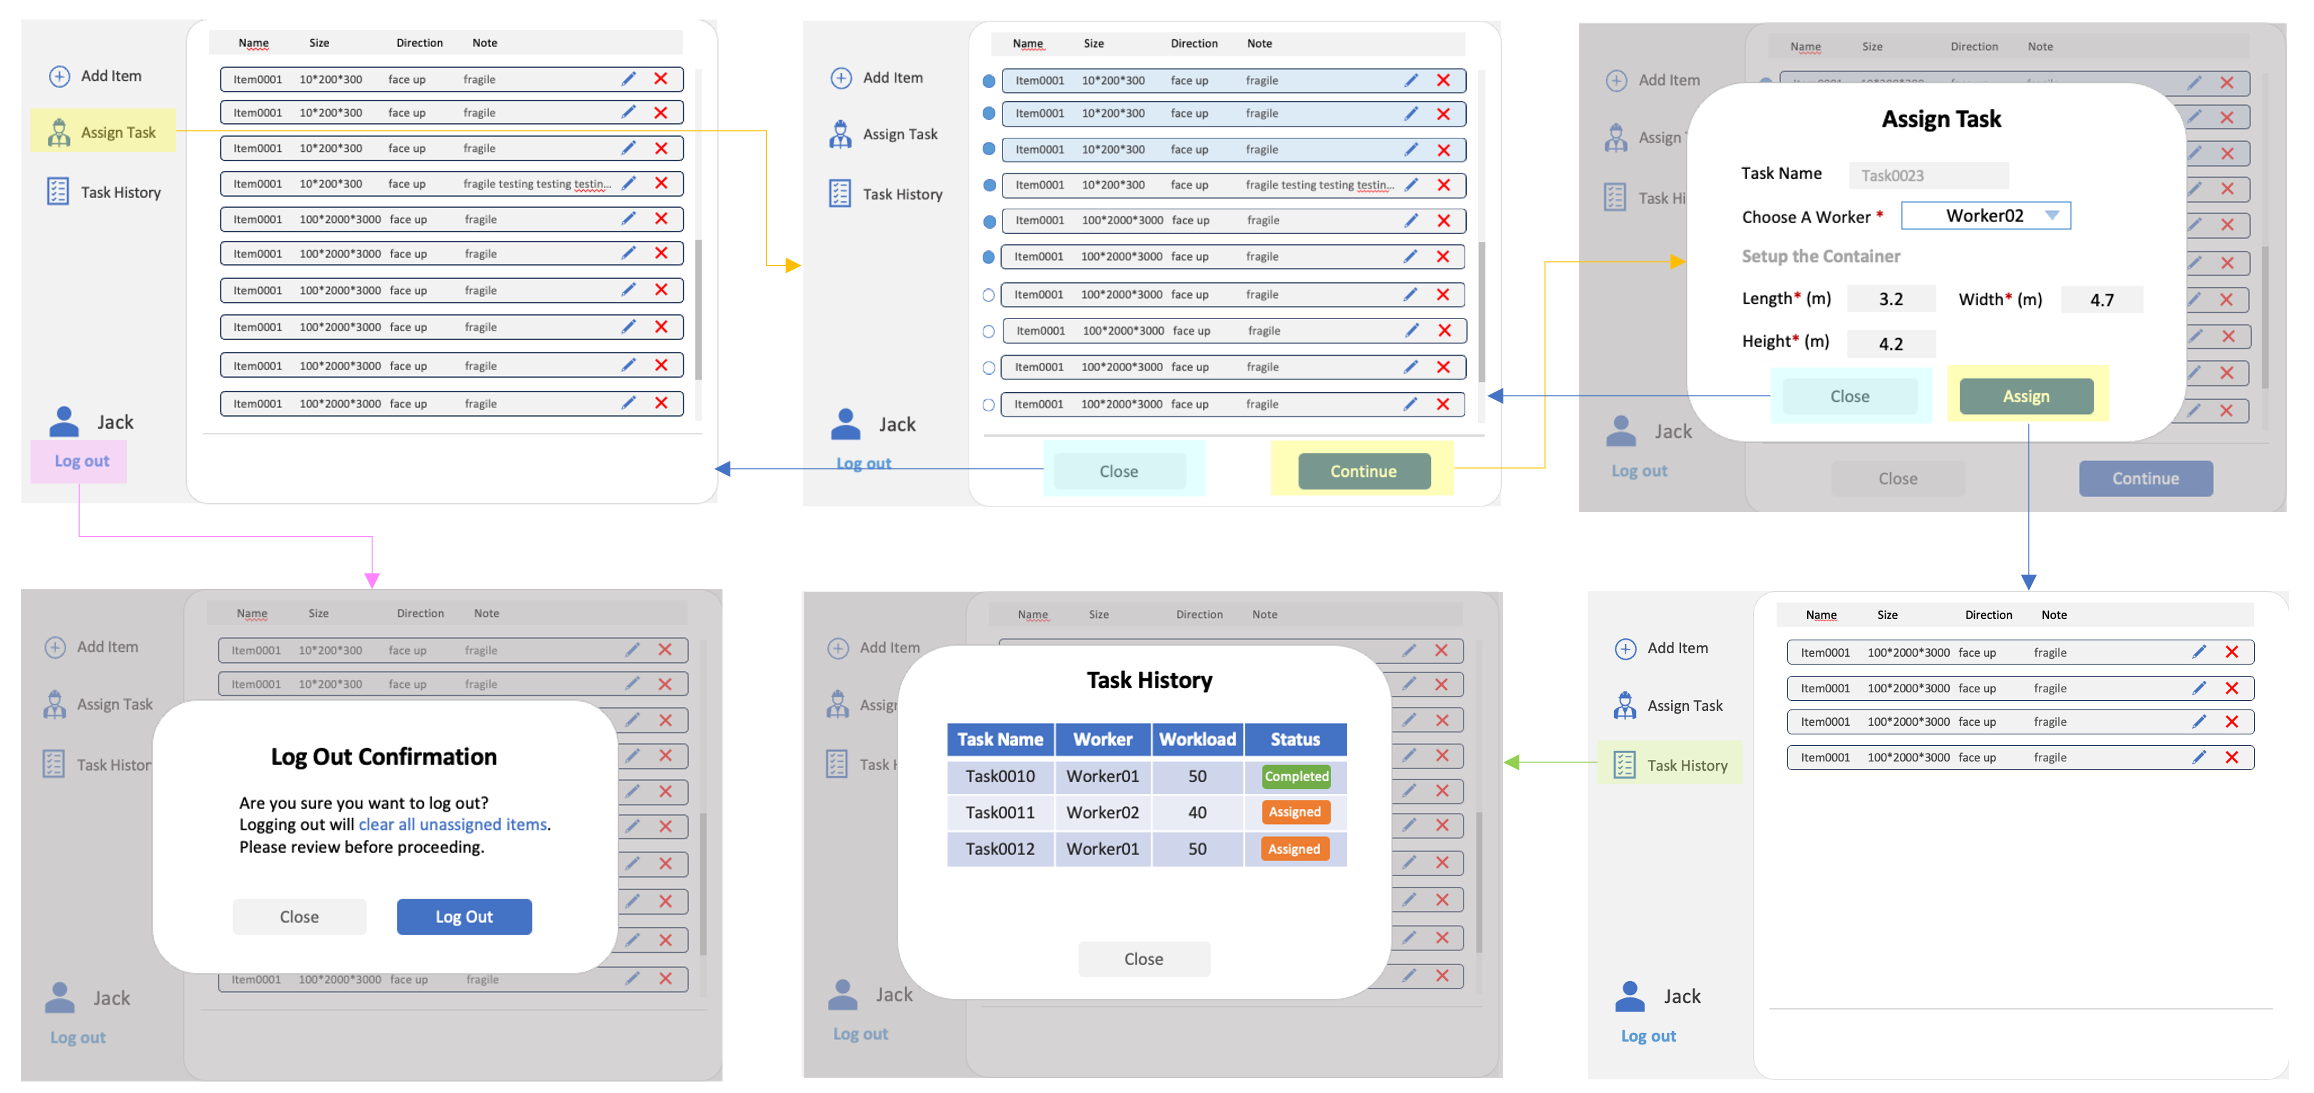 Name Size Direction Note
Add Item
Assign Task
Task History
Item0001 10*200*300 face up fragile
Item0001 10*200*300 face up fragile
Item0001 10*200*300 face up fragile
Item0001 10*200*300 face up fragile testing testing testin...
Item0001 100*2000*3000 face up fragile
Item0001 100*2000*3000 face up fragile
Item0001 100*2000*3000 face up fragile
Item0001 100*2000*3000 face up fragile
Item0001 100*2000*3000 face up fragile
Item0001 100*2000*3000 face up fragile
Jack
Log out
Name Size Direction Note
Add Item
Assign Task
Task History
Item0001 10*200*300 face up fragile
Item0001 10*200*300 face up fragile
Item0001 10*200*300 face up fragile
Item0001 10*200*300 face up fragile testing testing testin...
Item0001 100*2000*3000 face up fragile
Item0001 100*2000*3000 face up fragile
Item0001 100*2000*3000 face up fragile
Item0001 100*2000*3000 face up fragile
Item0001 100*2000*3000 face up fragile
Item0001 100*2000*3000 face up fragile
Jack
Log out
Close Continue
Name Size Direction Note
Add Item
Assign
Task Hi
Assign Task
Task Name Task0023
Choose A Worker * Worker02
Setup the Container
Length* (m) 3.2 Width* (m) 4.7
Height* (m) 4.2
Close Assign
Jack
Log out
Close Continue
Name Size Direction Note
Add Item
Assign Task
Task Histor
Item0001 10*200*300 face up fragile
Item0001 10*200*300 face up fragile
Log Out Confirmation
Are you sure you want to log out?
Logging out will clear all unassigned items.
Please review before proceeding.
Close Log Out
Item0001 100*2000*3000 face up fragile
Jack
Log out
Name Size Direction Note
Add Item
Assign
Task H
Task History
Task Name Worker Workload Status
Task0010 Worker01 50 Completed
Task0011 Worker02 40 Assigned
Task0012 Worker01 50 Assigned
Close
Jack
Log out
Name Size Direction Note
Add Item
Assign Task
Task History
Item0001 100*2000*3000 face up fragile
Item0001 100*2000*3000 face up fragile
Item0001 100*2000*3000 face up fragile
Item0001 100*2000*3000 face up fragile
Jack
Log out